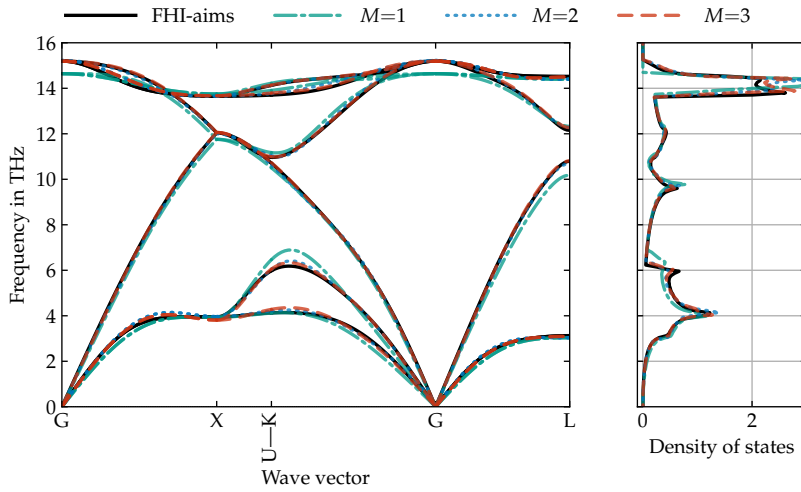 FHI-aims M=1 M=2 M=3
16
14
12
10
8
6
4
2
0
Frequency in THz
G X U—K G L
Wave vector
0 2
Density of states